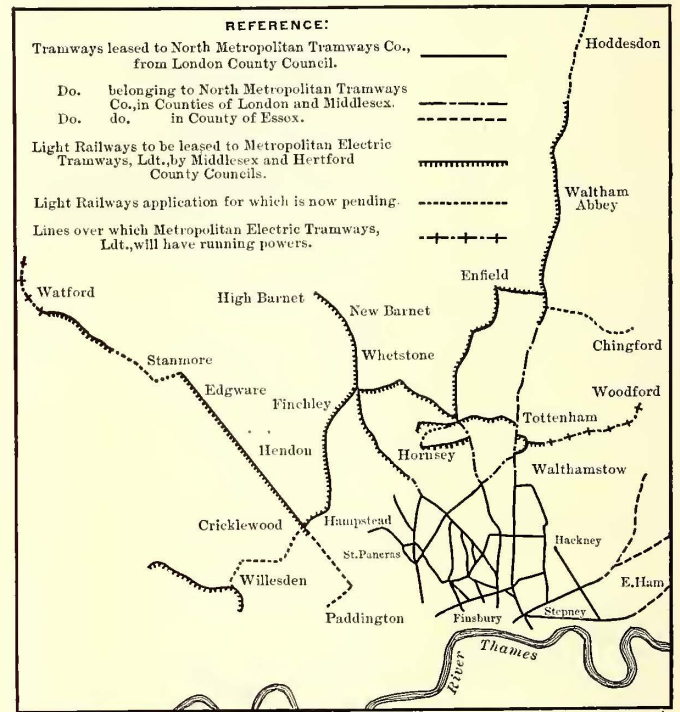 REFERENCE:
Tramways leased to North Metropolitan Tramways Co.,
from London County Council.
Do. belonging to North Metropolitan Tramways
Co.,in Counties of London and Middlesex.
Do. do. in County of Essex.
Light Railways to be leased to Metropolitan Electric
Tramways, Ldt.,by Middlesex and Hertford
County Councils.
Light Railways application for which is now pending.
Lines over which Metropolitan Electric Tramways,
Ldt.,will have running powers.
Hoddesdon
Waltham
Abbey
Enfield
Watford
High Barnet
New Barnet
Chingford
Whetstone
Stanmore
Edgware
Woodford
Finchley
Tottenham
Hendon
Hornsey
Walthamstow
Cricklewood
Hampstead
Hackney
St. Paneras
Willesden
E. Ham
Paddington
Finsbury
Stepney
River Thames